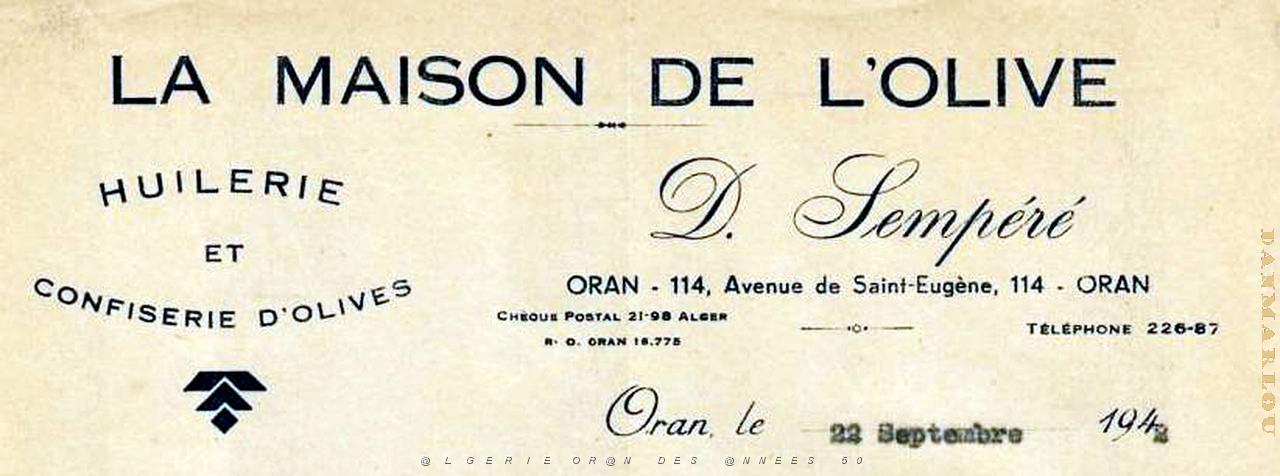 LA MAISON DE L'OLIVE
HUILERIE
ET
CONFISERIE D'OLIVES
D. Sempéré
ORAN - 114, Avenue de Saint-Eugène, 114 - ORAN
CHÈQUE POSTAL 21-98 ALGER
R. C. ORAN 16.775
TÉLÉPHONE 226-87
Oran, le 22 Septembre 1942
@LGERIE OR@N DES @NNEES 50
DANMARLOU